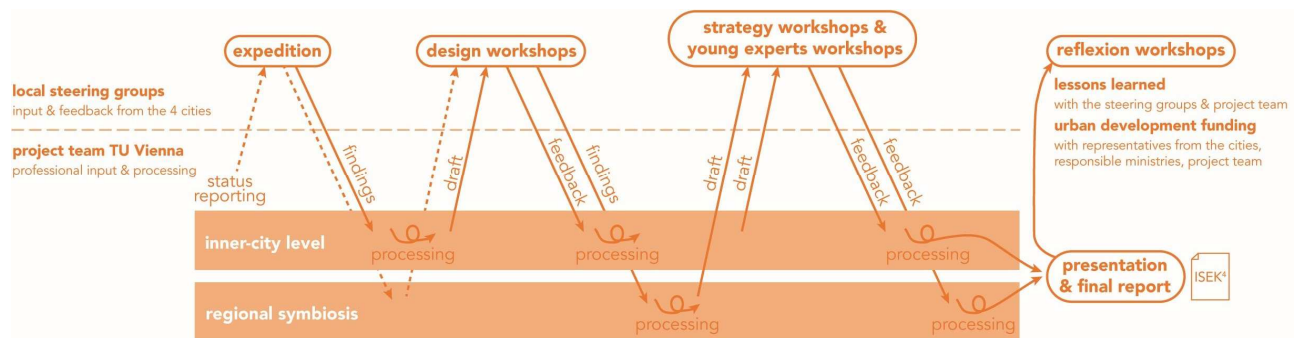 expedition
design workshops
strategy workshops &
young experts workshops
reflexion workshops
local steering groups
input & feedback from the 4 cities
lessons learned
with the steering groups & project team
urban development funding
with representatives from the cities,
responsible ministries, project team
project team TU Vienna
professional input & processing
status
reporting
findings
draft
feedback
findings
draft
draft
feedback
feedback
inner-city level
processing
processing
processing
presentation
& final report
ISEK⁴
regional symbiosis
processing
processing